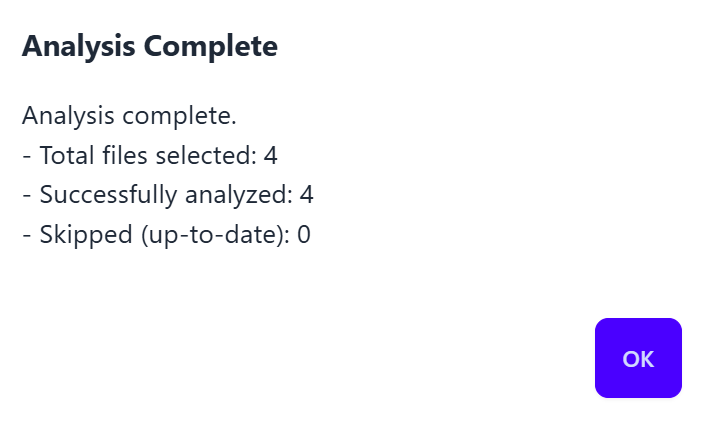 Analysis Complete
Analysis complete.
- Total files selected: 4
- Successfully analyzed: 4
- Skipped (up-to-date): 0
OK